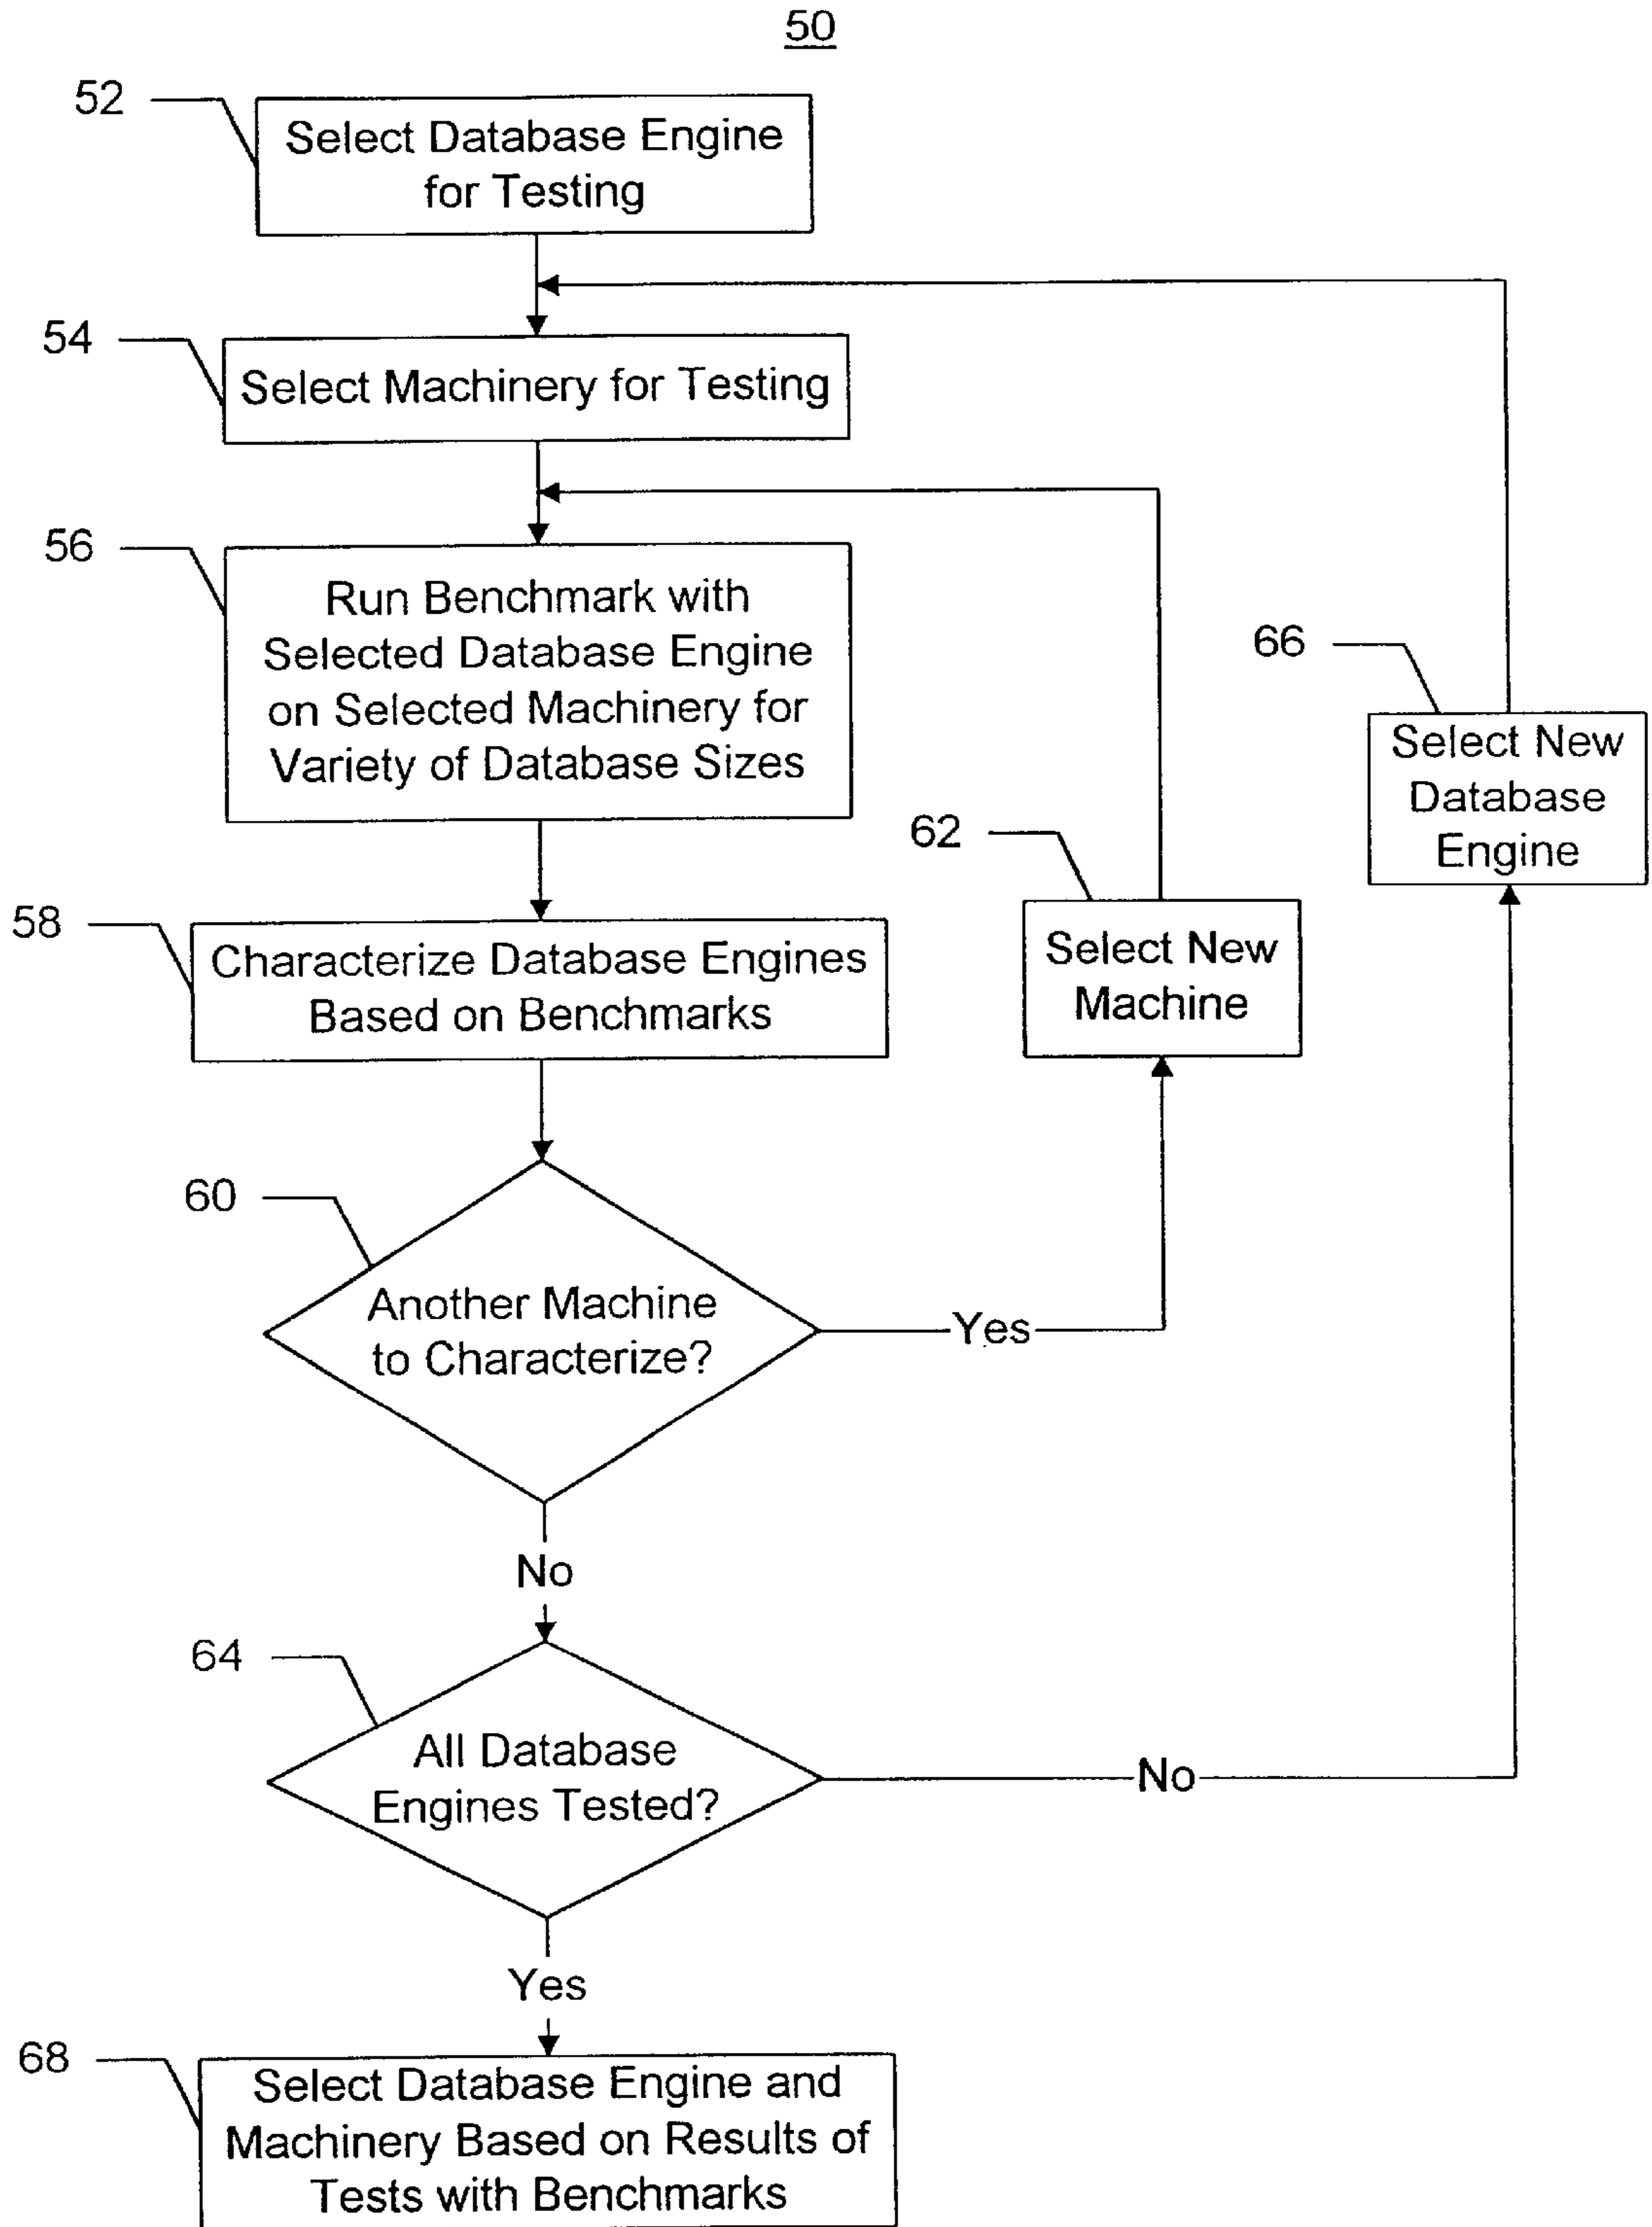 50
52
Select Database Engine
for Testing
54
Select Machinery for Testing
56
Run Benchmark with
Selected Database Engine
on Selected Machinery for
Variety of Database Sizes
66
Select New
Database
Engine
62
Select New
Machine
58
Characterize Database Engines
Based on Benchmarks
60
Another Machine
to Characterize?
Yes
No
64
All Database
Engines Tested?
No
Yes
68
Select Database Engine and
Machinery Based on Results of
Tests with Benchmarks